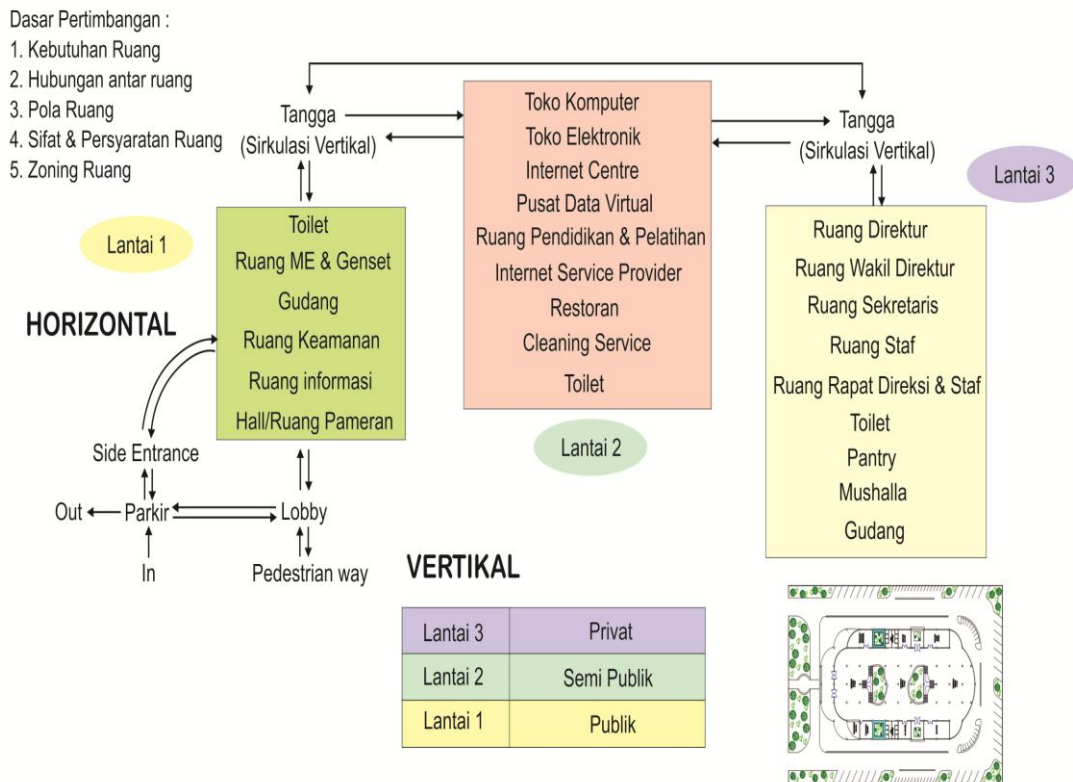 Dasar Pertimbangan :
1. Kebutuhan Ruang
2. Hubungan antar ruang
3. Pola Ruang
4. Sifat & Persyaratan Ruang
5. Zoning Ruang
Tangga
(Sirkulasi Vertikal)
Toko Komputer
Toko Elektronik
Internet Centre
Pusat Data Virtual
Ruang Pendidikan & Pelatihan
Internet Service Provider
Restoran
Cleaning Service
Toilet
Lantai 2
Tangga
(Sirkulasi Vertikal)
Lantai 3
Lantai 1
Toilet
Ruang ME & Genset
Gudang
Ruang Keamanan
Ruang informasi
Hall/Ruang Pameran
HORIZONTAL
Side Entrance
Out
Parkir
Lobby
In
Pedestrian way
Ruang Direktur
Ruang Wakil Direktur
Ruang Sekretaris
Ruang Staf
Ruang Rapat Direksi & Staf
Toilet
Pantry
Mushalla
Gudang
VERTIKAL
Lantai 3 Privat
Lantai 2 Semi Publik
Lantai 1 Publik